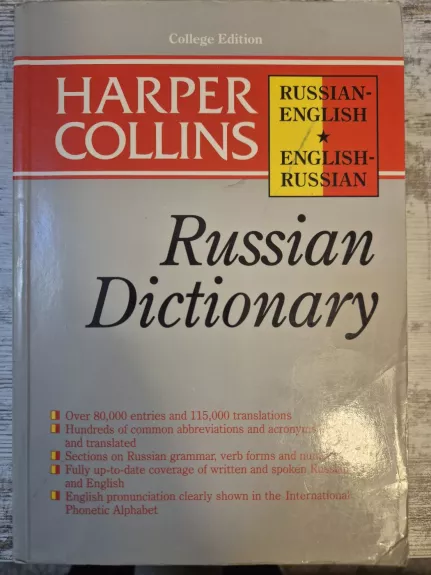 College Edition
HARPER
COLLINS
RUSSIAN-
ENGLISH
★
ENGLISH-
RUSSIAN
Russian
Dictionary
Over 80,000 entries and 115,000 translations
Hundreds of common abbreviations and acronyms
and translated
Sections on Russian grammar, verb forms and
Fully up-to-date coverage of written and spoken Russian
and English
English pronunciation clearly shown in the International
Phonetic Alphabet